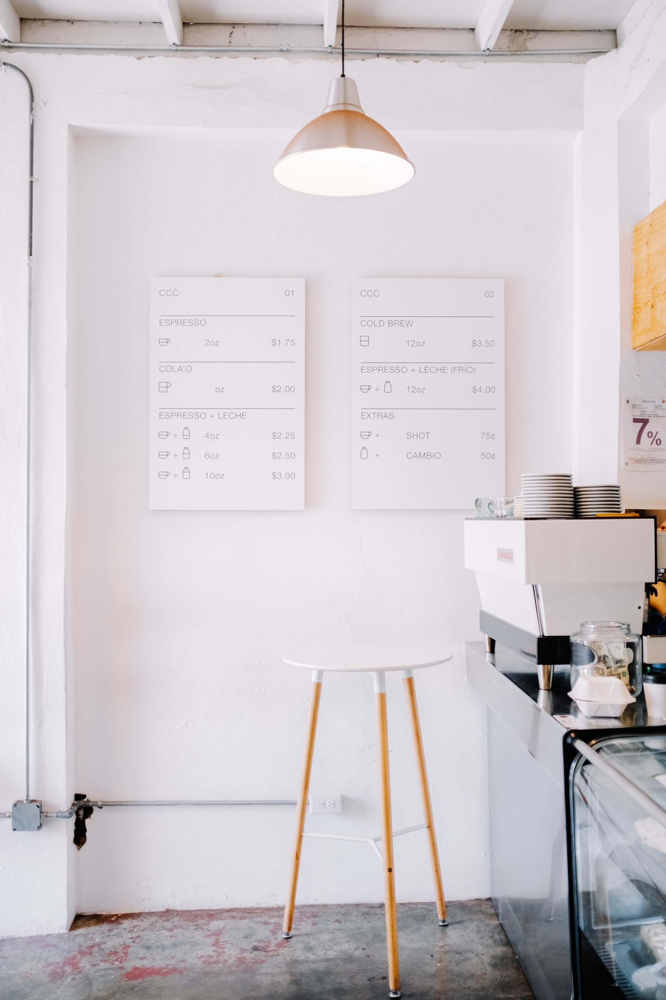 CCĆ 01
ESPRESSO
2oz $1.75
COLA'O
oz $2.00
ESPRESSO + LECHE
+ 4oz $2.25
+ 6oz $2.50
+ 10oz $3.00
CCĆ 02
COLD BREW
12oz $3.50
ESPRESSO + LECHE (FRÍO)
+ 12oz $4.00
EXTRAS
+ SHOT 75¢
+ CAMBIO 50¢
7%